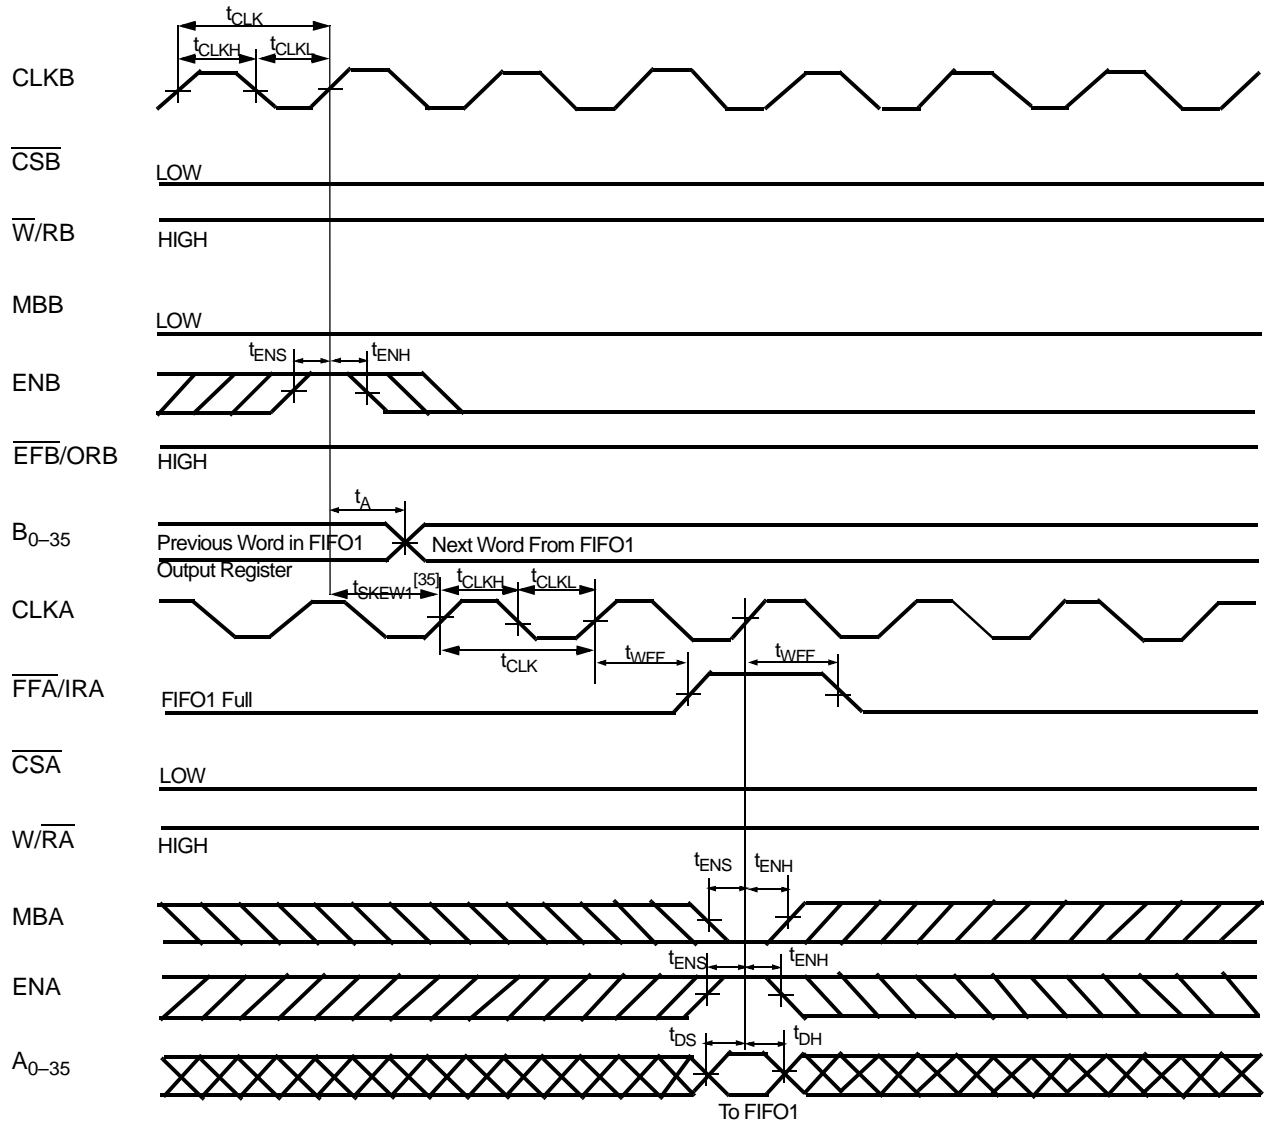 tCLK
tCLKH tCLKL
CLKB
CSB LOW
W/RB HIGH
MBB LOW
tENS tENH
ENB
EFB/ORB HIGH
tA
B0–35 Previous Word in FIFO1 Next Word From FIFO1
Output Register
tSKEW1[35] tCLKH tCLKL
CLKA
tCLK tWFF tWFF
FFA/IRA FIFO1 Full
CSA LOW
W/RA HIGH
tENS tENH
MBA
tENS tENH
ENA
tDS tDH
A0–35
To FIFO1